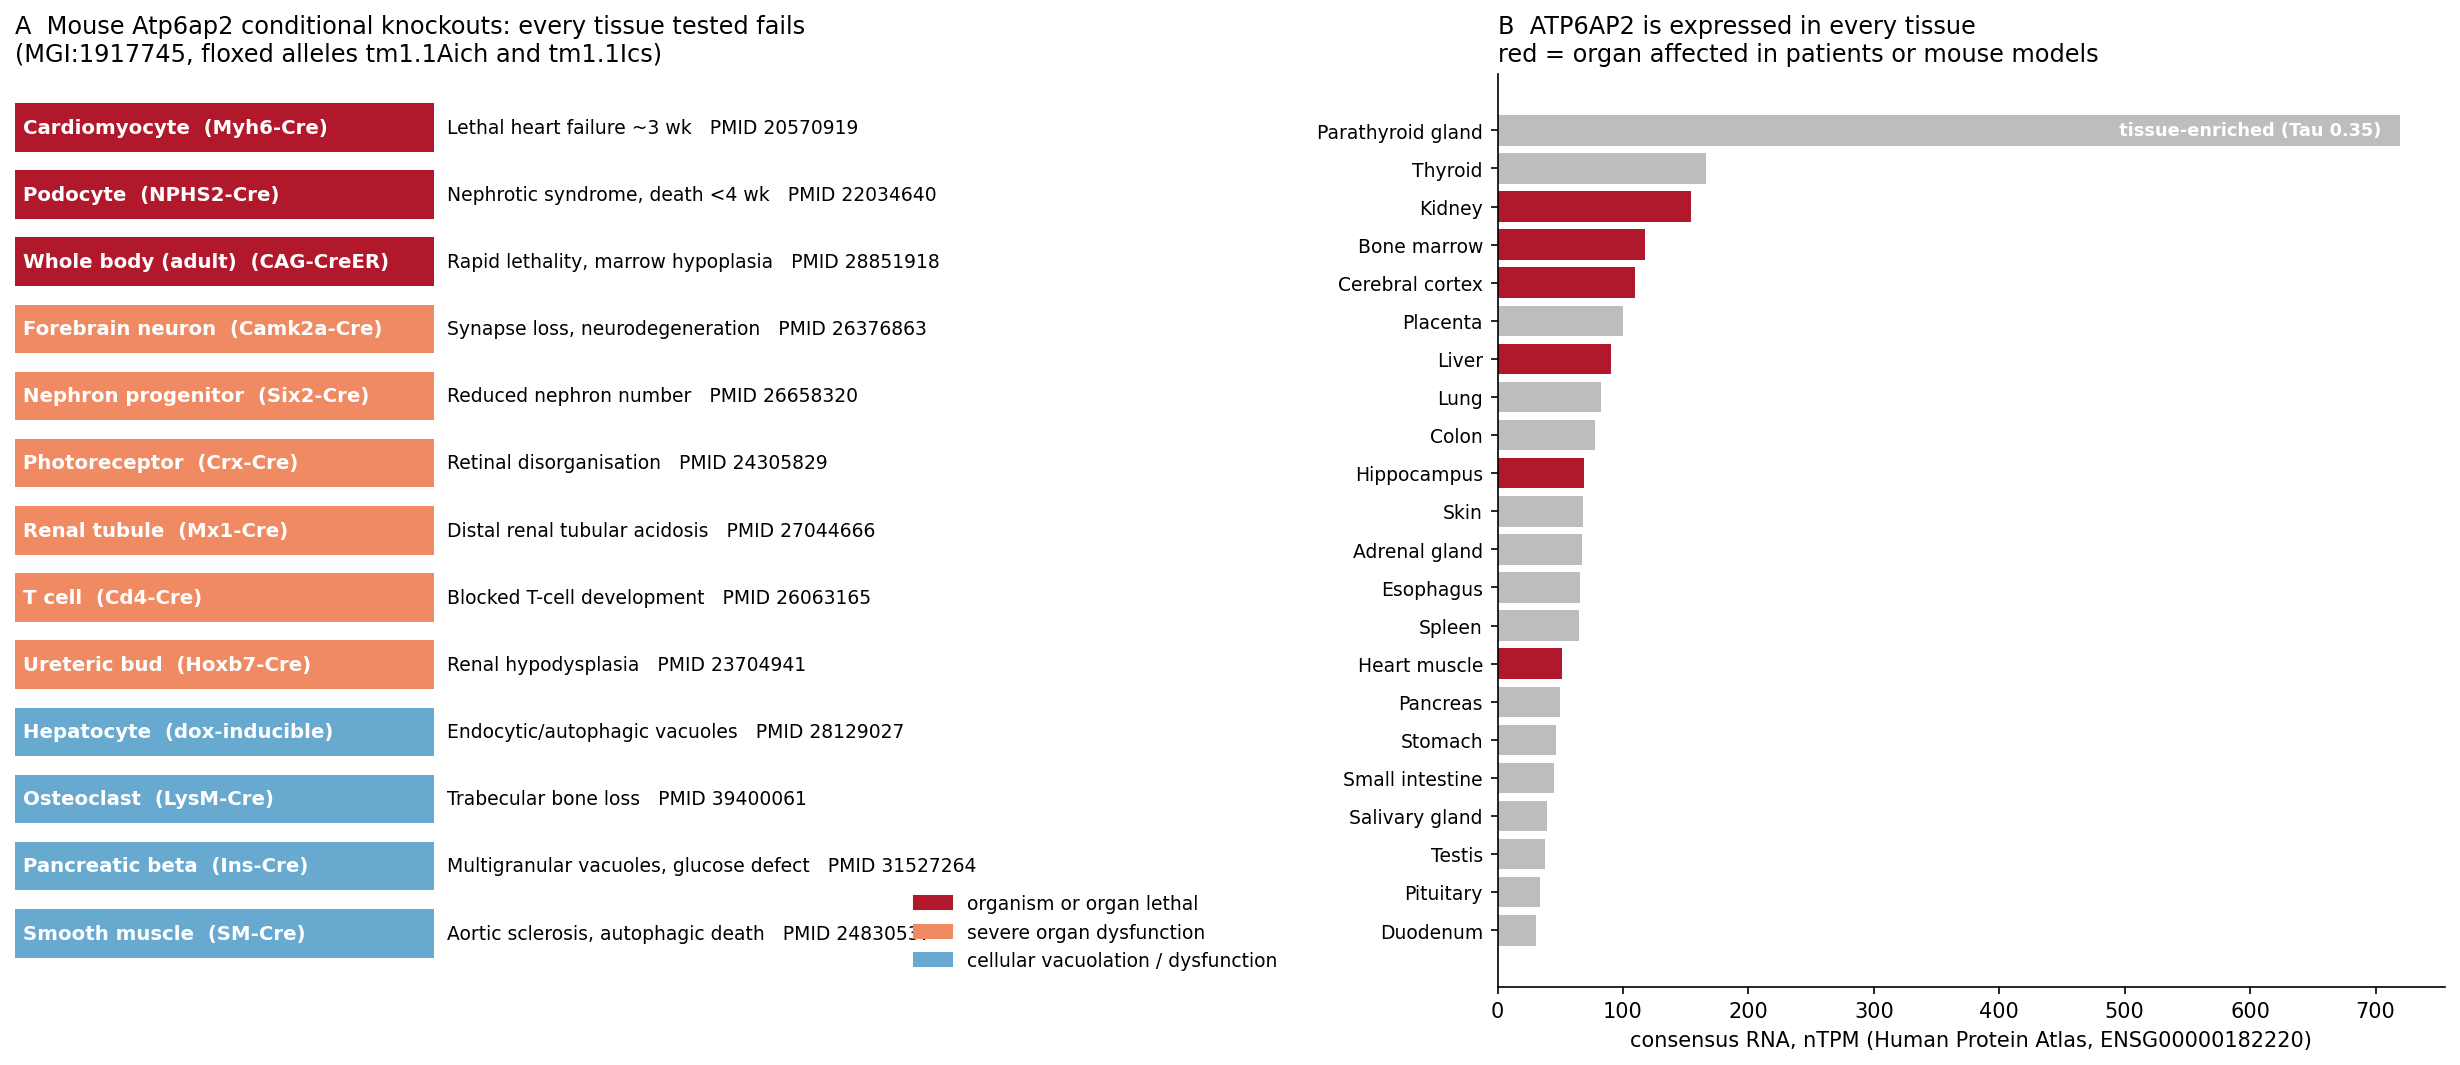 A  Mouse Atp6ap2 conditional knockouts: every tissue tested fails
(MGI:1917745, floxed alleles tm1.1Aich and tm1.1Ics)
Cardiomyocyte  (Myh6-Cre)  Lethal heart failure ~3 wk  PMID 20570919
Podocyte  (NPHS2-Cre)  Nephrotic syndrome, death <4 wk  PMID 22034640
Whole body (adult)  (CAG-CreER)  Rapid lethality, marrow hypoplasia  PMID 28851918
Forebrain neuron  (Camk2a-Cre)  Synapse loss, neurodegeneration  PMID 26376863
Nephron progenitor  (Six2-Cre)  Reduced nephron number  PMID 26658320
Photoreceptor  (Crx-Cre)  Retinal disorganisation  PMID 24305829
Renal tubule  (Mx1-Cre)  Distal renal tubular acidosis  PMID 27044666
T cell  (Cd4-Cre)  Blocked T-cell development  PMID 26063165
Ureteric bud  (Hoxb7-Cre)  Renal hypodysplasia  PMID 23704941
Hepatocyte  (dox-inducible)  Endocytic/autophagic vacuoles  PMID 28129027
Osteoclast  (LysM-Cre)  Trabecular bone loss  PMID 39400061
Pancreatic beta  (Ins-Cre)  Multigranular vacuoles, glucose defect  PMID 31527264
Smooth muscle  (SM-Cre)  Aortic sclerosis, autophagic death  PMID
organism or organ lethal
severe organ dysfunction
cellular vacuolation / dysfunction
B  ATP6AP2 is expressed in every tissue
red = organ affected in patients or mouse models
Parathyroid gland  tissue-enriched (Tau 0.35)
Thyroid
Kidney
Bone marrow
Cerebral cortex
Placenta
Liver
Lung
Colon
Hippocampus
Skin
Adrenal gland
Esophagus
Spleen
Heart muscle
Pancreas
Stomach
Small intestine
Salivary gland
Testis
Pituitary
Duodenum
0 100 200 300 400 500 600 700
consensus RNA, nTPM (Human Protein Atlas, ENSG00000182220)